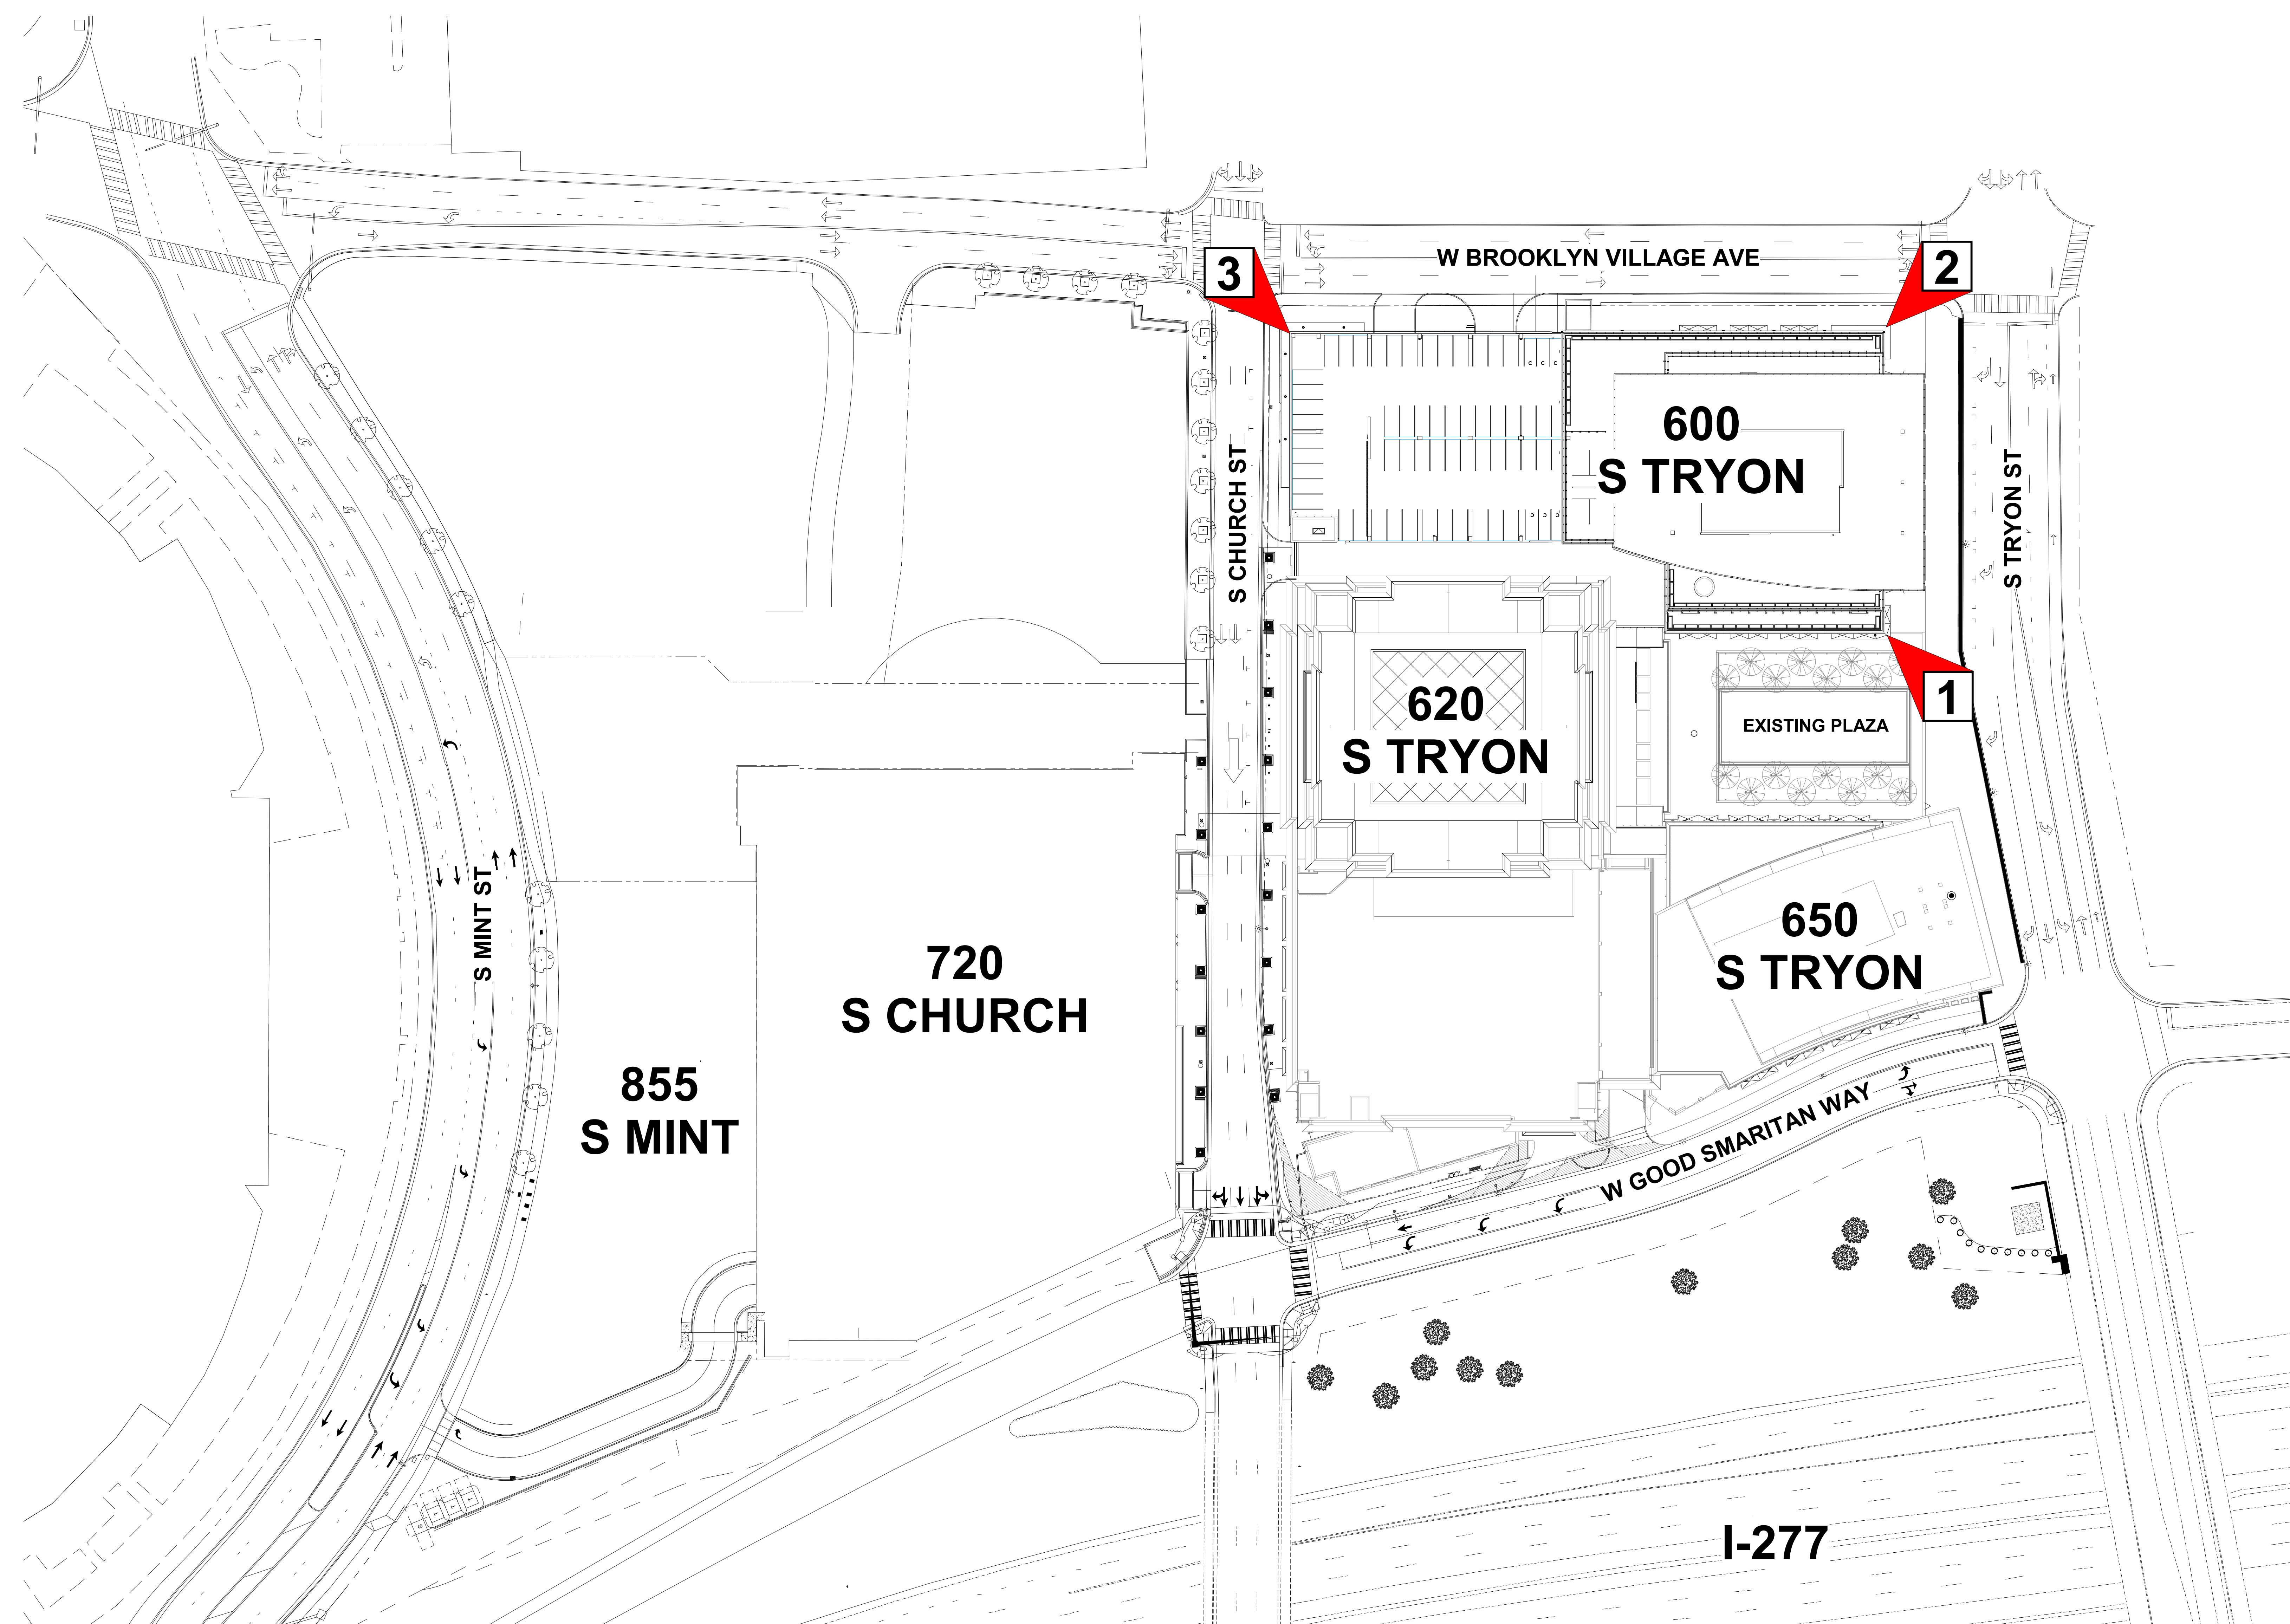 3
W BROOKLYN VILLAGE AVE
2
600
S TRYON
S CHURCH ST
S TRYON ST
620
S TRYON
1
EXISTING PLAZA
S MINT ST
720
S CHURCH
650
S TRYON
855
S MINT
W GOOD SMARITAN WAY
I-277